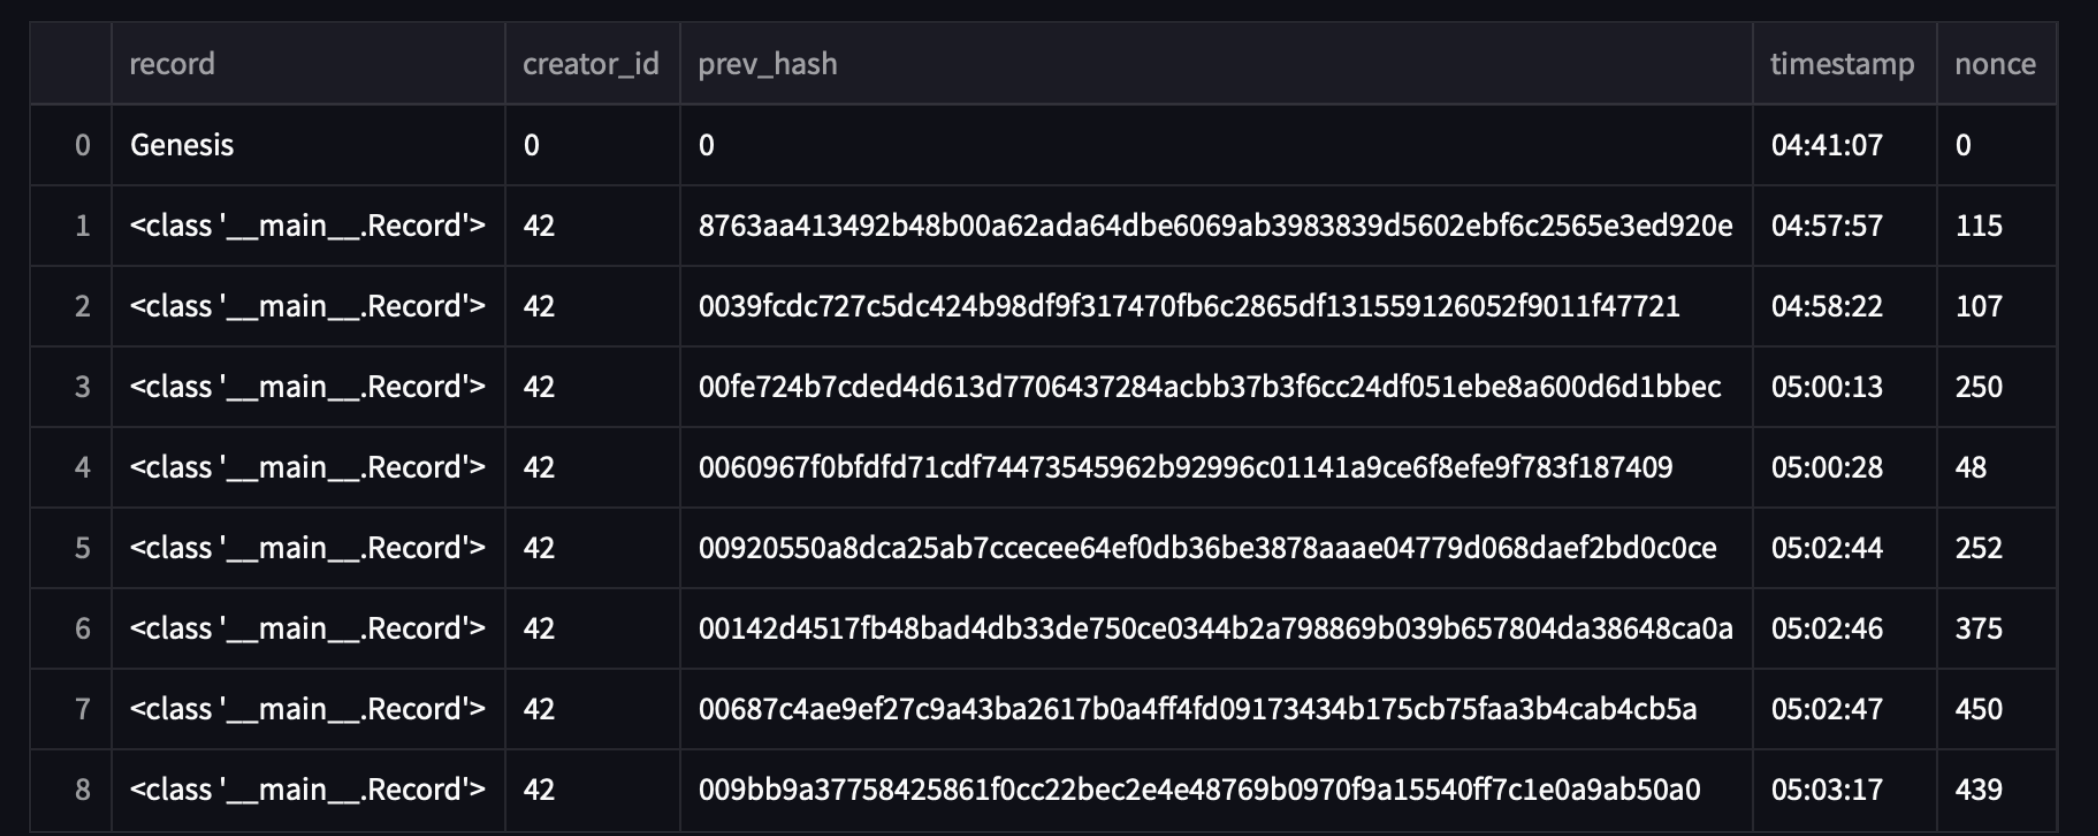 record creator_id prev_hash timestamp nonce
0 Genesis 0 0 04:41:07 0
1 <class '__main__.Record'> 42 8763aa413492b48b00a62ada64dbe6069ab3983839d5602ebf6c2565e3ed920e 04:57:57 115
2 <class '__main__.Record'> 42 0039fcdc727c5dc424b98df9f317470fb6c2865df131559126052f9011f47721 04:58:22 107
3 <class '__main__.Record'> 42 00fe724b7cded4d613d7706437284acbb37b3f6cc24df051ebe8a600d6d1bbec 05:00:13 250
4 <class '__main__.Record'> 42 0060967f0bfdfd71cdf74473545962b92996c01141a9ce6f8efe9f783f187409 05:00:28 48
5 <class '__main__.Record'> 42 00920550a8dca25ab7ccecee64ef0db36be3878aaae04779d068daef2bd0c0ce 05:02:44 252
6 <class '__main__.Record'> 42 00142d4517fb48bad4db33de750ce0344b2a798869b039b657804da38648ca0a 05:02:46 375
7 <class '__main__.Record'> 42 00687c4ae9ef27c9a43ba2617b0a4ff4fd09173434b175cb75faa3b4cab4cb5a 05:02:47 450
8 <class '__main__.Record'> 42 009bb9a37758425861f0cc22bec2e4e48769b0970f9a15540ff7c1e0a9ab50a0 05:03:17 439